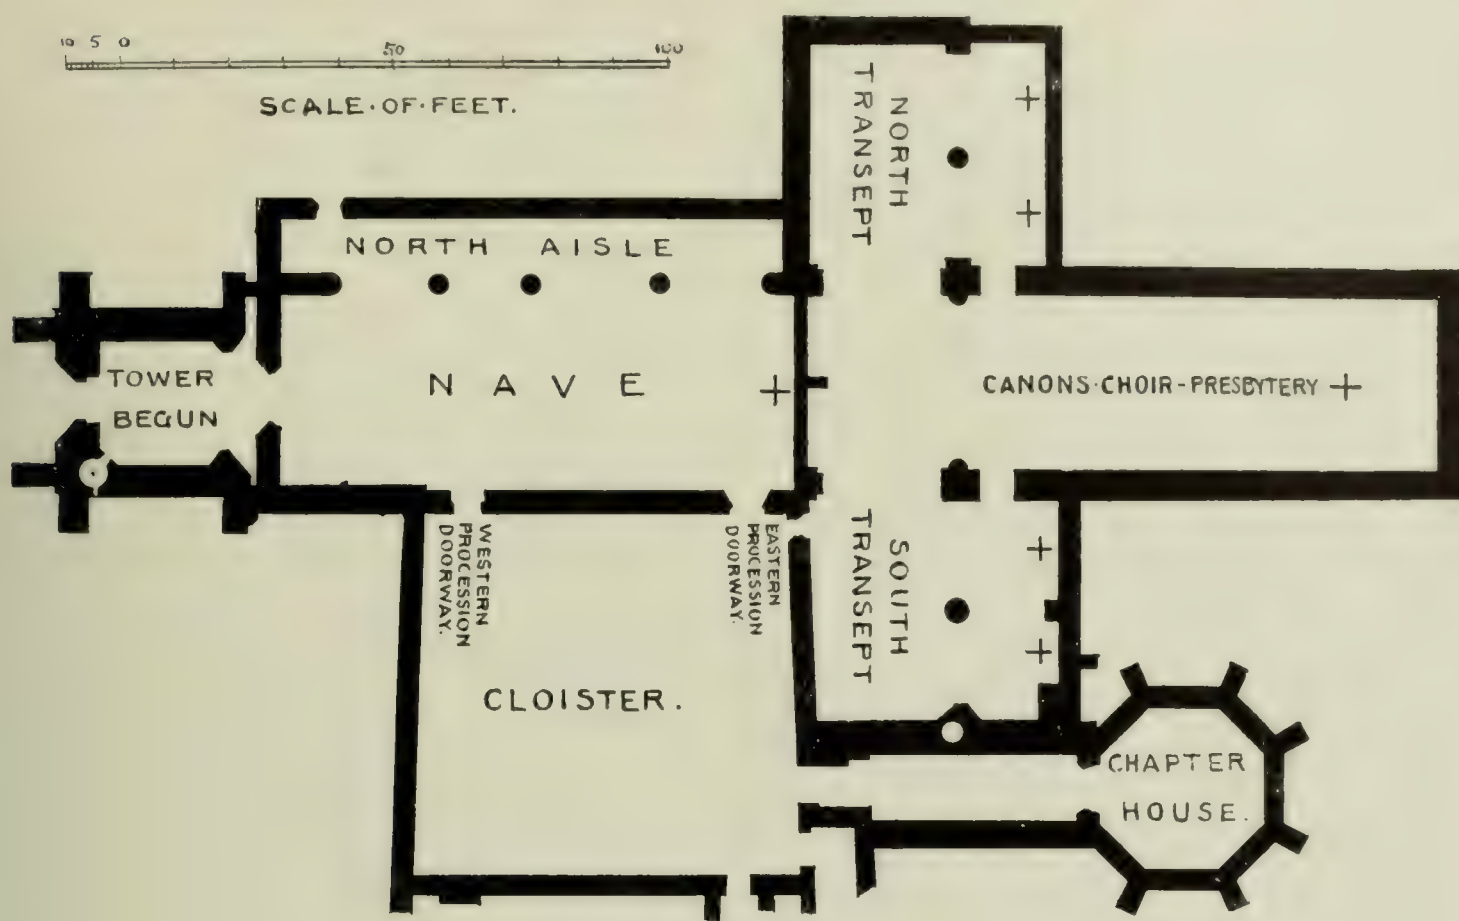 10 5 0 50 100
SCALE·OF·FEET.
NORTH
TRANSEPT
NORTH AISLE
TOWER
BEGUN
NAVE
CANONS·CHOIR-PRESBYTERY
WESTERN
PROCESSION
DOORWAY.
EASTERN
PROCESSION
DOORWAY.
SOUTH
TRANSEPT
CLOISTER.
CHAPTER
HOUSE.